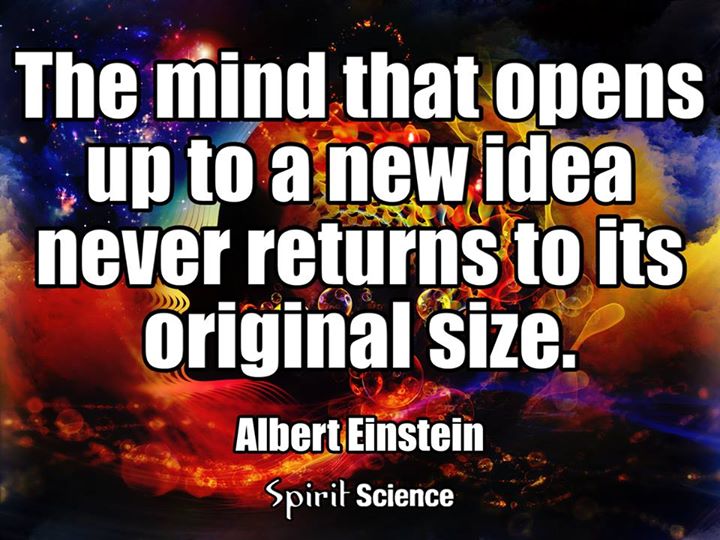 The mind that opens
up to a new idea
never returns to its
original size.
Albert Einstein
Spirit Science